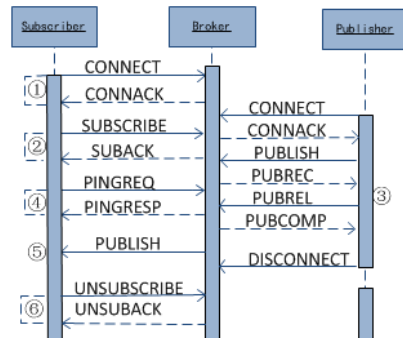 Subscriber
Broker
Publisher
CONNECT
① CONNACK
CONNECT
SUBSCRIBE
CONNACK
② SUBACK
PUBLISH
PINGREQ
PUBREC
④ PINGRESP
PUBREL ③
PUBCOMP
⑤ PUBLISH
DISCONNECT
UNSUBSCRIBE
⑥ UNSUBACK